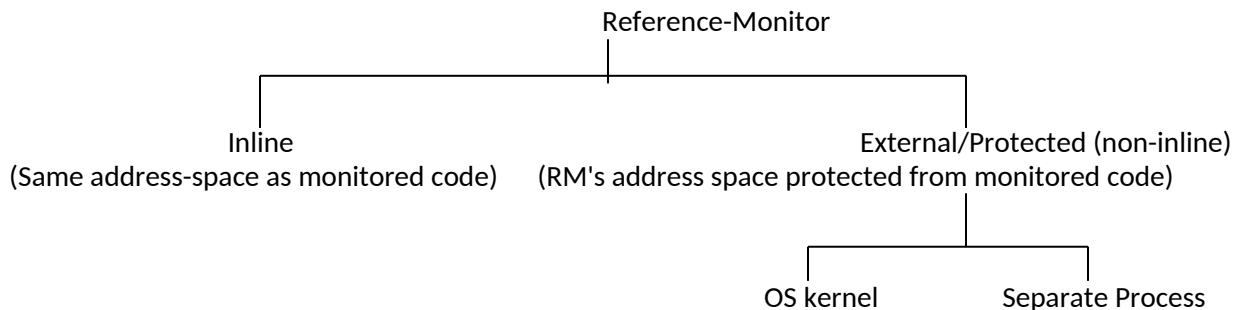 Reference-Monitor
Inline
External/Protected (non-inline)
(Same address-space as monitored code)
(RM's address space protected from monitored code)
OS kernel
Separate Process